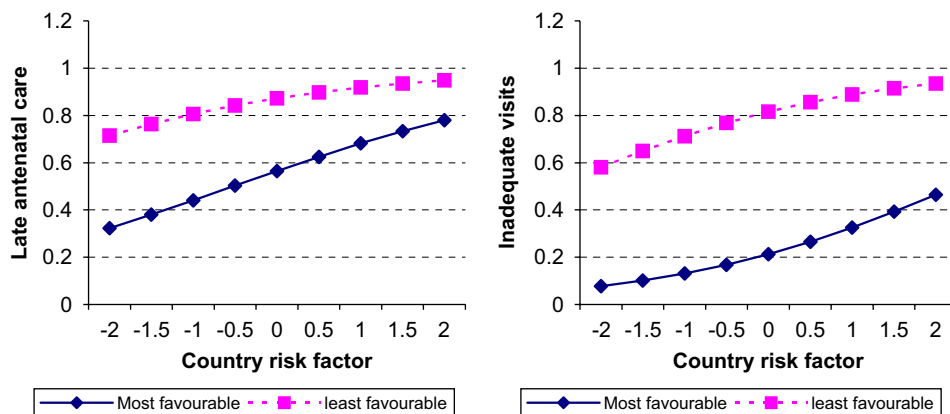 1.2
1
0.8
0.6
0.4
0.2
0
Late antenatal care
-2 -1.5 -1 -0.5 0 0.5 1 1.5 2
Country risk factor
Most favourable least favourable
1.2
1
0.8
0.6
0.4
0.2
0
Inadequate visits
-2 -1.5 -1 -0.5 0 0.5 1 1.5 2
Country risk factor
Most favourable least favourable